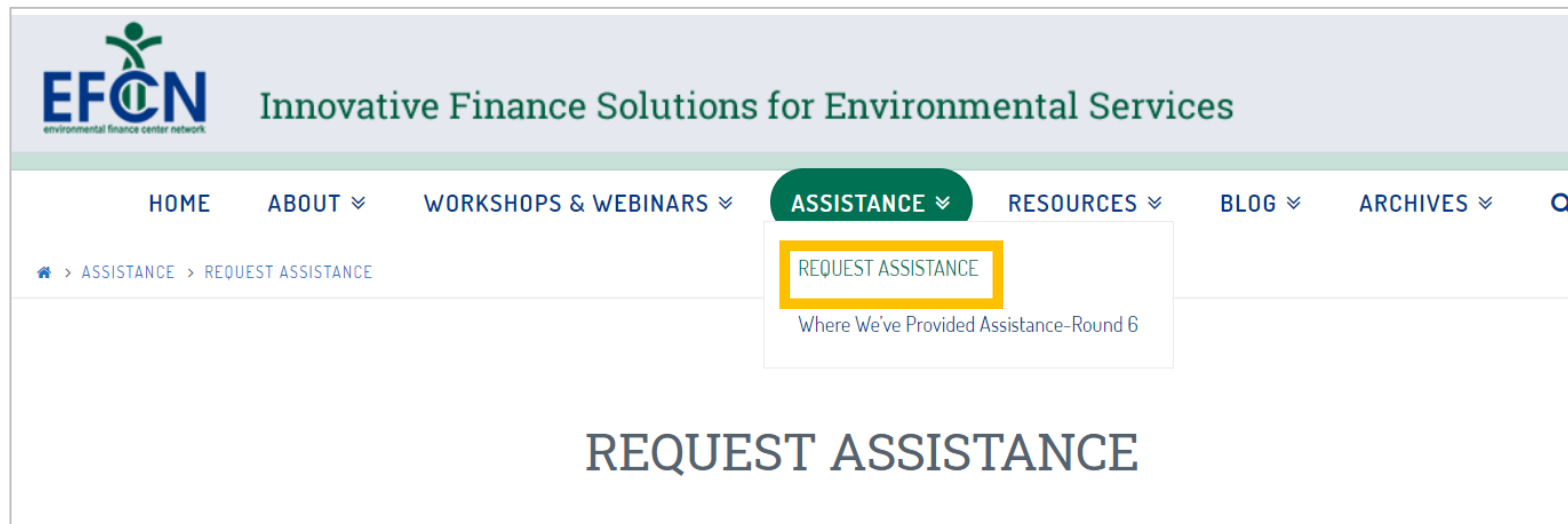 EFCN
environmental finance center network
Innovative Finance Solutions for Environmental Services
HOME ABOUT WORKSHOPS & WEBINARS ASSISTANCE RESOURCES BLOG ARCHIVES
> ASSISTANCE > REQUEST ASSISTANCE
REQUEST ASSISTANCE
Where We've Provided Assistance-Round 6
REQUEST ASSISTANCE